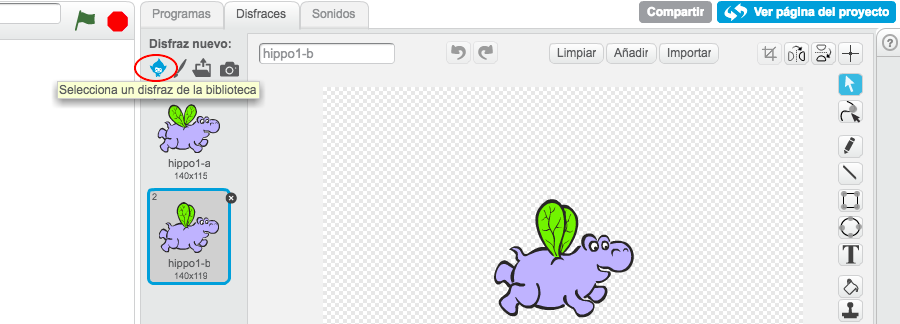 Programas Disfraces Sonidos
Compartir
Ver página del proyecto
Disfraz nuevo:
hippo1-b
Limpiar Añadir Importar
?
Selecciona un disfraz de la biblioteca
hippo1-a
140x115
2
hippo1-b
140x119
T